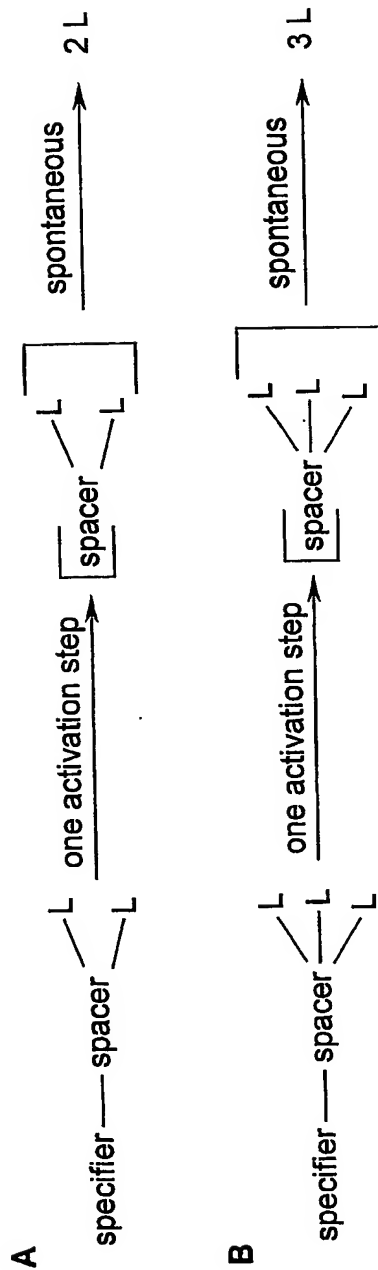 A
specifier — spacer
L
L
one activation step
spacer
L
L
spontaneous
2 L
B
specifier — spacer
L
L
L
one activation step
spacer
L
L
L
spontaneous
3 L